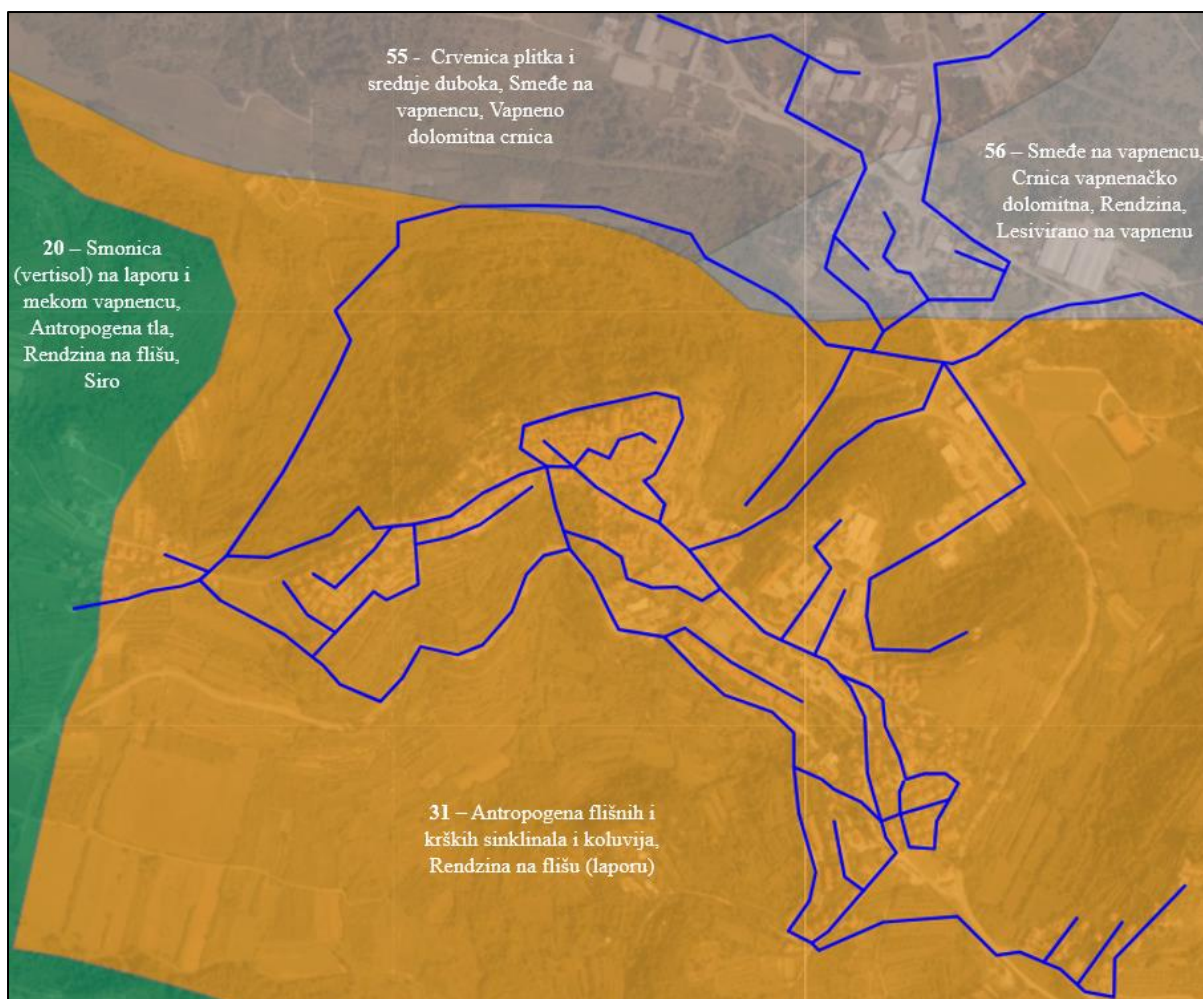 55 - Crvenica plitka i
srednje duboka, Smeđe na
vapnencu, Vapneno
dolomitna crnica
56 – Smeđe na vapnencu,
Crnica vapnenačko
dolomitna, Rendzina,
Lesivirano na vapnenu
20 – Smonica
(vertisol) na laporu i
mekom vapnencu,
Antropogena tla,
Rendzina na flišu,
Siro
31 – Antropogena flišnih i
krških sinklinala i koluvija,
Rendzina na flišu (laporu)